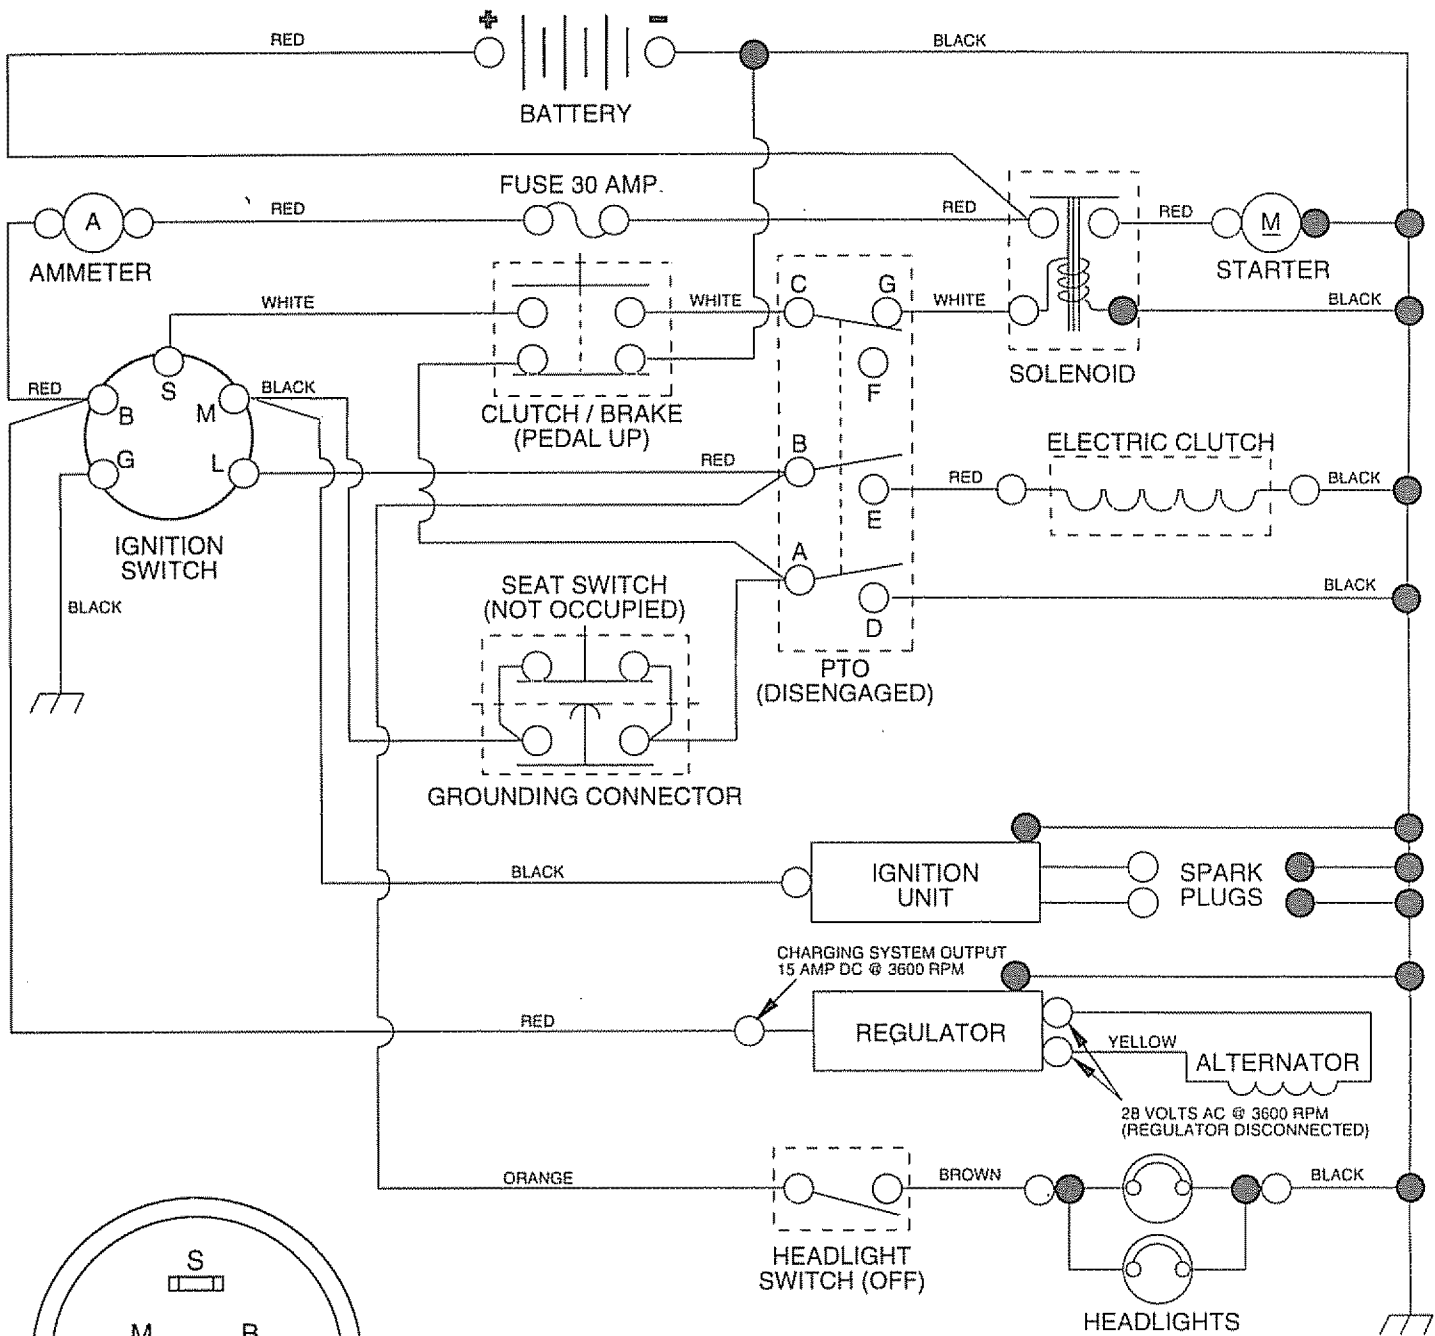 + -
RED
BLACK
BATTERY
FUSE 30 AMP.
RED
RED
RED
A
M
AMMETER
STARTER
WHITE
WHITE
C
G
WHITE
BLACK
SOLENOID
RED
S
BLACK
B
M
F
CLUTCH / BRAKE
(PEDAL UP)
G
L
RED
B
ELECTRIC CLUTCH
RED
BLACK
E
IGNITION
SWITCH
A
SEAT SWITCH
(NOT OCCUPIED)
BLACK
BLACK
D
PTO
(DISENGAGED)
GROUNDING CONNECTOR
BLACK
IGNITION
UNIT
SPARK
PLUGS
CHARGING SYSTEM OUTPUT
15 AMP DC @ 3600 RPM
RED
REGULATOR
YELLOW
ALTERNATOR
28 VOLTS AC @ 3600 RPM
(REGULATOR DISCONNECTED)
ORANGE
BROWN
BLACK
HEADLIGHT
SWITCH (OFF)
HEADLIGHTS
S
M
B